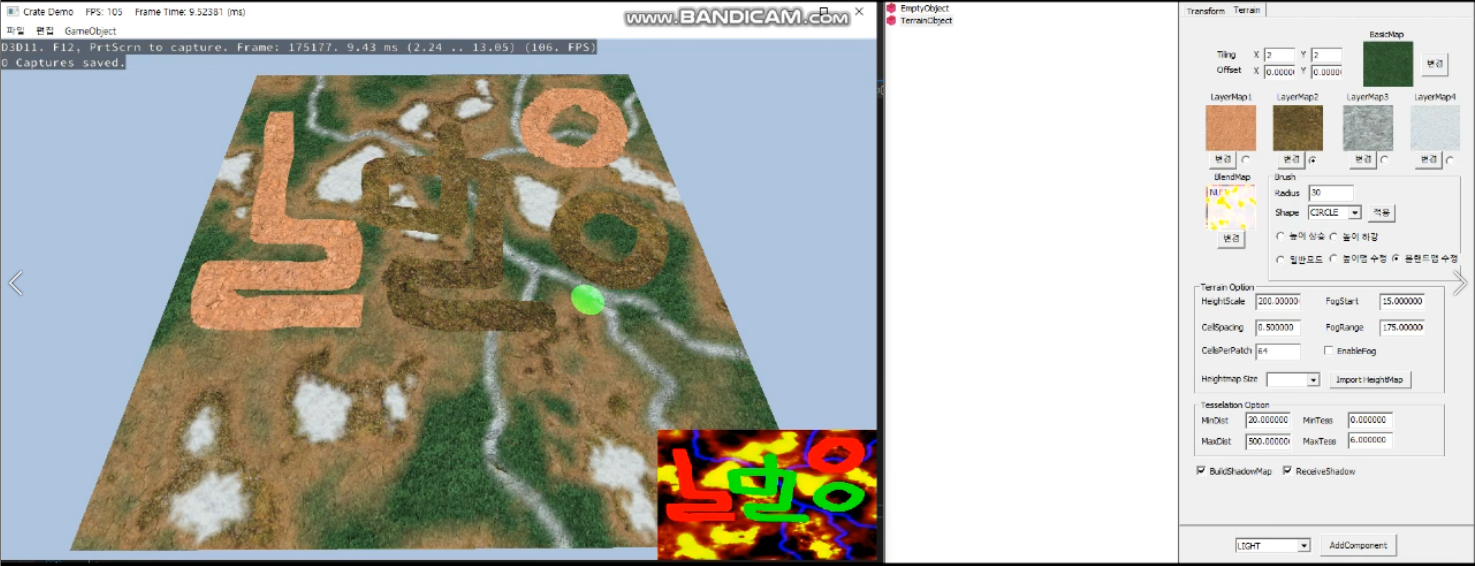 Crate Demo FPS: 105 Frame Time: 9.52381 (ms)
www.BANDICAM.com
파일 편집 GameObject
D3D11. F12, PrtScrn to capture. Frame: 175177. 9.43 ms (2.24 .. 13.05) (106. FPS)
0 Captures saved.
EmptyObject
TerrainObject
Transform Terrain
BasicMap
Tiling X 2 Y 2
변경
Offset X 0.0000 Y 0.0000
LayerMap1 LayerMap2 LayerMap3 LayerMap4
변경 변경 변경 변경
BlendMap
변경
Brush
Radius 30
Shape CIRCLE 적용
높이 상승 높이 하강
일반모드 높이맵 수정 블랜드맵 수정
Terrain Option
HeightScale 200.00000 FogStart 15.000000
CellSpacing 0.500000 FogRange 175.00000
CellsPerPatch 64 EnableFog
Heightmap Size Import HeightMap
Tesselation Option
MinDist 20.000000 MinTess 0.000000
MaxDist 500.00000 MaxTess 6.000000
BuildShadowMap ReceiveShadow
LIGHT AddComponent